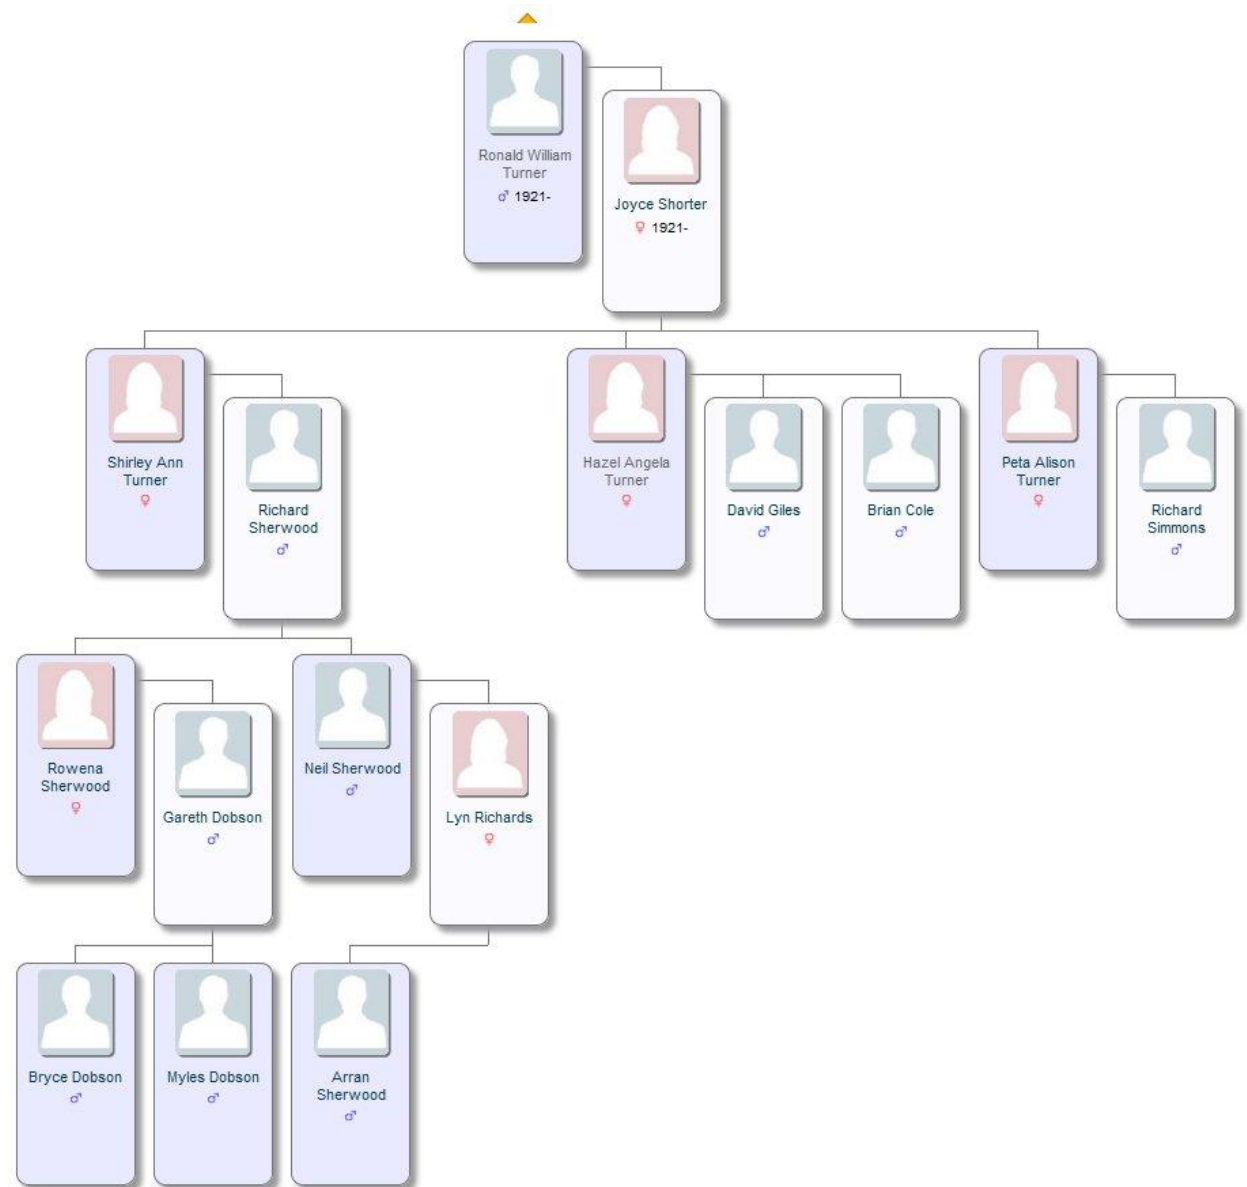 Ronald William
Turner
♂ 1921-
Joyce Shorter
♀ 1921-
Shirley Ann
Turner
♀
Richard
Sherwood
♂
Hazel Angela
Turner
♀
David Giles
♂
Brian Cole
♂
Peta Alison
Turner
♀
Richard
Simmons
♂
Rowena
Sherwood
♀
Gareth Dobson
♂
Neil Sherwood
♂
Lyn Richards
♀
Bryce Dobson
♂
Myles Dobson
♂
Arran
Sherwood
♂